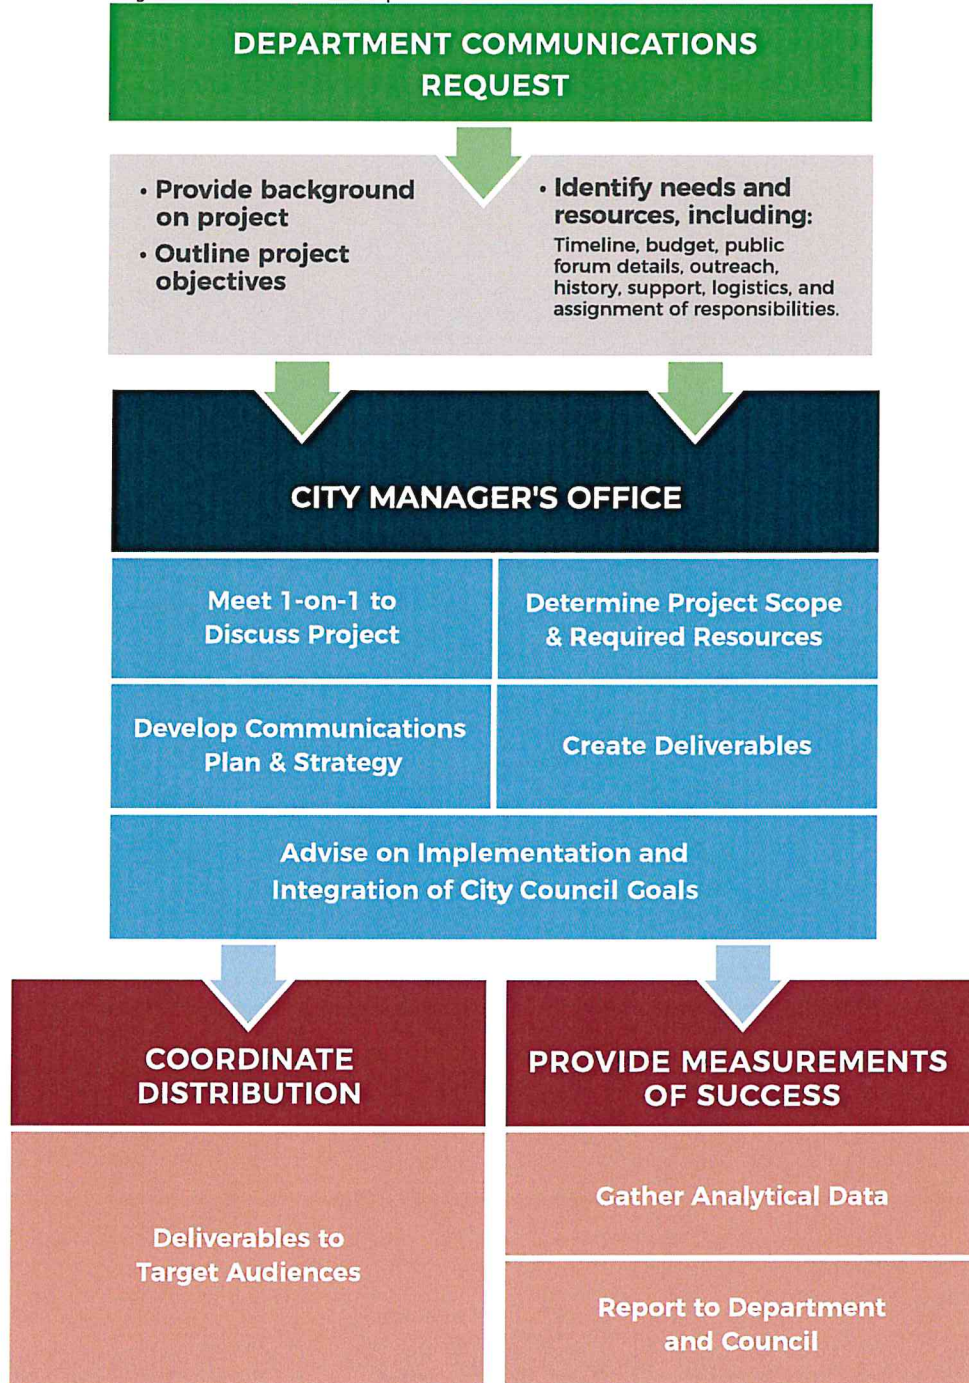 DEPARTMENT COMMUNICATIONS
REQUEST
• Provide background
on project
• Outline project
objectives
• Identify needs and
resources, including:
Timeline, budget, public
forum details, outreach,
history, support, logistics, and
assignment of responsibilities.
CITY MANAGER'S OFFICE
Meet 1-on-1 to
Discuss Project
Determine Project Scope
& Required Resources
Develop Communications
Plan & Strategy
Create Deliverables
Advise on Implementation and
Integration of City Council Goals
COORDINATE
DISTRIBUTION
Deliverables to
Target Audiences
PROVIDE MEASUREMENTS
OF SUCCESS
Gather Analytical Data
Report to Department
and Council